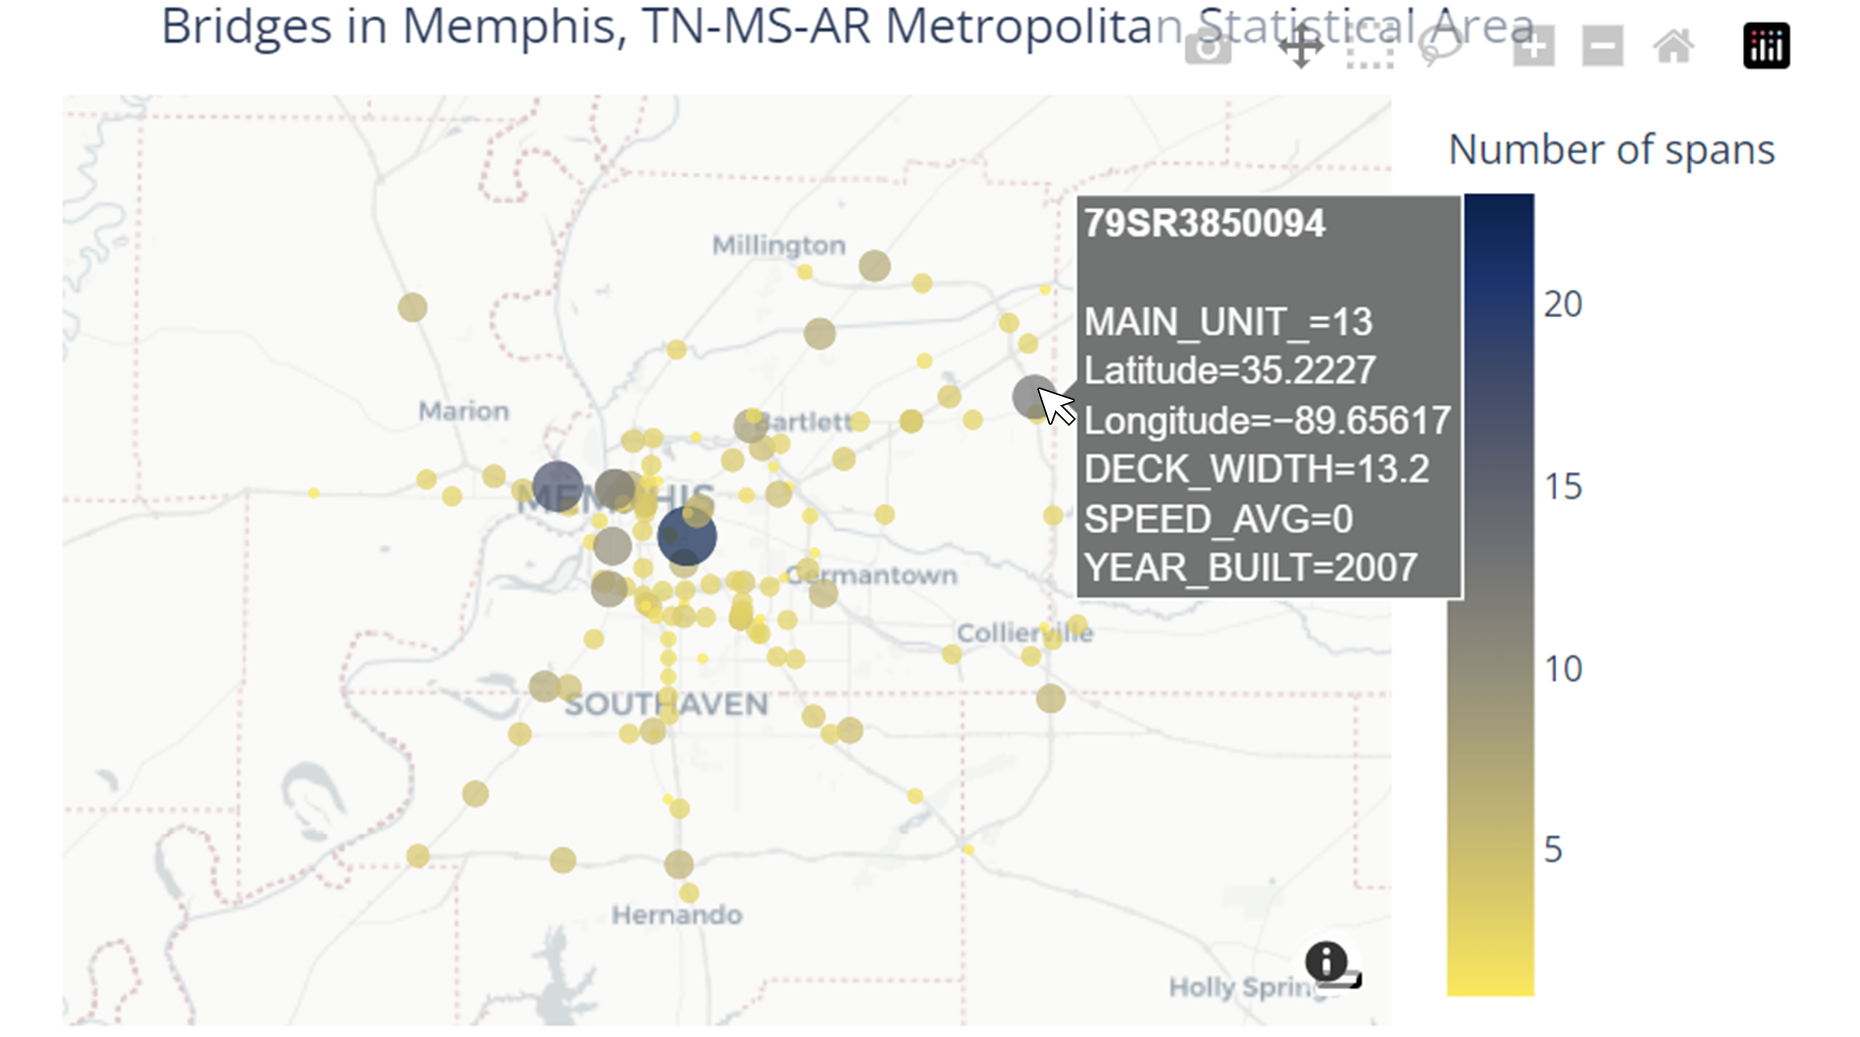 Bridges in Memphis, TN-MS-AR Metropolitan Statistical Area
Number of spans
79SR3850094
MAIN_UNIT_=13
Latitude=35.2227
Longitude=−89.65617
DECK_WIDTH=13.2
SPEED_AVG=0
YEAR_BUILT=2007
20
15
10
5
Millington
Marion
Bartlett
MEMPHIS
Germantown
Collierville
SOUTHAVEN
Hernando
Holly Spring